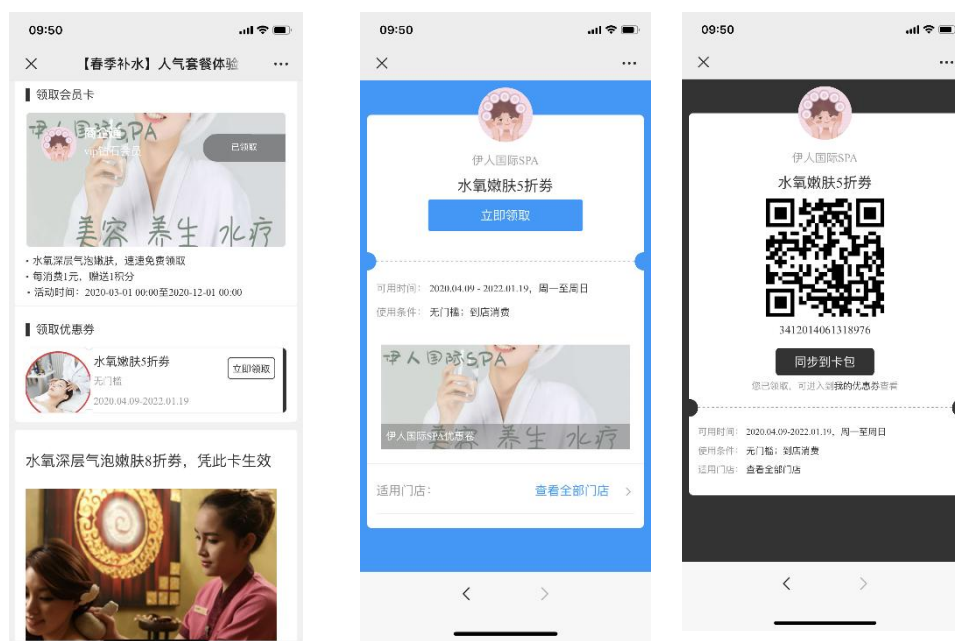 09:50
【春季补水】人气套餐体验
领取会员卡
伊人国际SPA
vip钻石会员
已领取
美容 养生 水疗
・水氧深层气泡嫩肤，速速免费领取
・每消费1元，赠送1积分
・活动时间：2020-03-01 00:00至2020-12-01 00:00
领取优惠券
水氧嫩肤5折券
无门槛
2020.04.09-2022.01.19
立即领取
水氧深层气泡嫩肤8折券，凭此卡生效
09:50
伊人国际SPA
水氧嫩肤5折券
立即领取
可用时间： 2020.04.09 - 2022.01.19，周一至周日
使用条件： 无门槛；到店消费
伊人国际SPA
伊人国际SPA优惠卷
美容 养生 水疗
适用门店： 查看全部门店
09:50
伊人国际SPA
水氧嫩肤5折券
3412014061318976
同步到卡包
您已领取，可进入到我的优惠券查看
可用时间： 2020.04.09-2022.01.19，周一至周日
使用条件： 无门槛；到店消费
适用门店： 查看全部门店